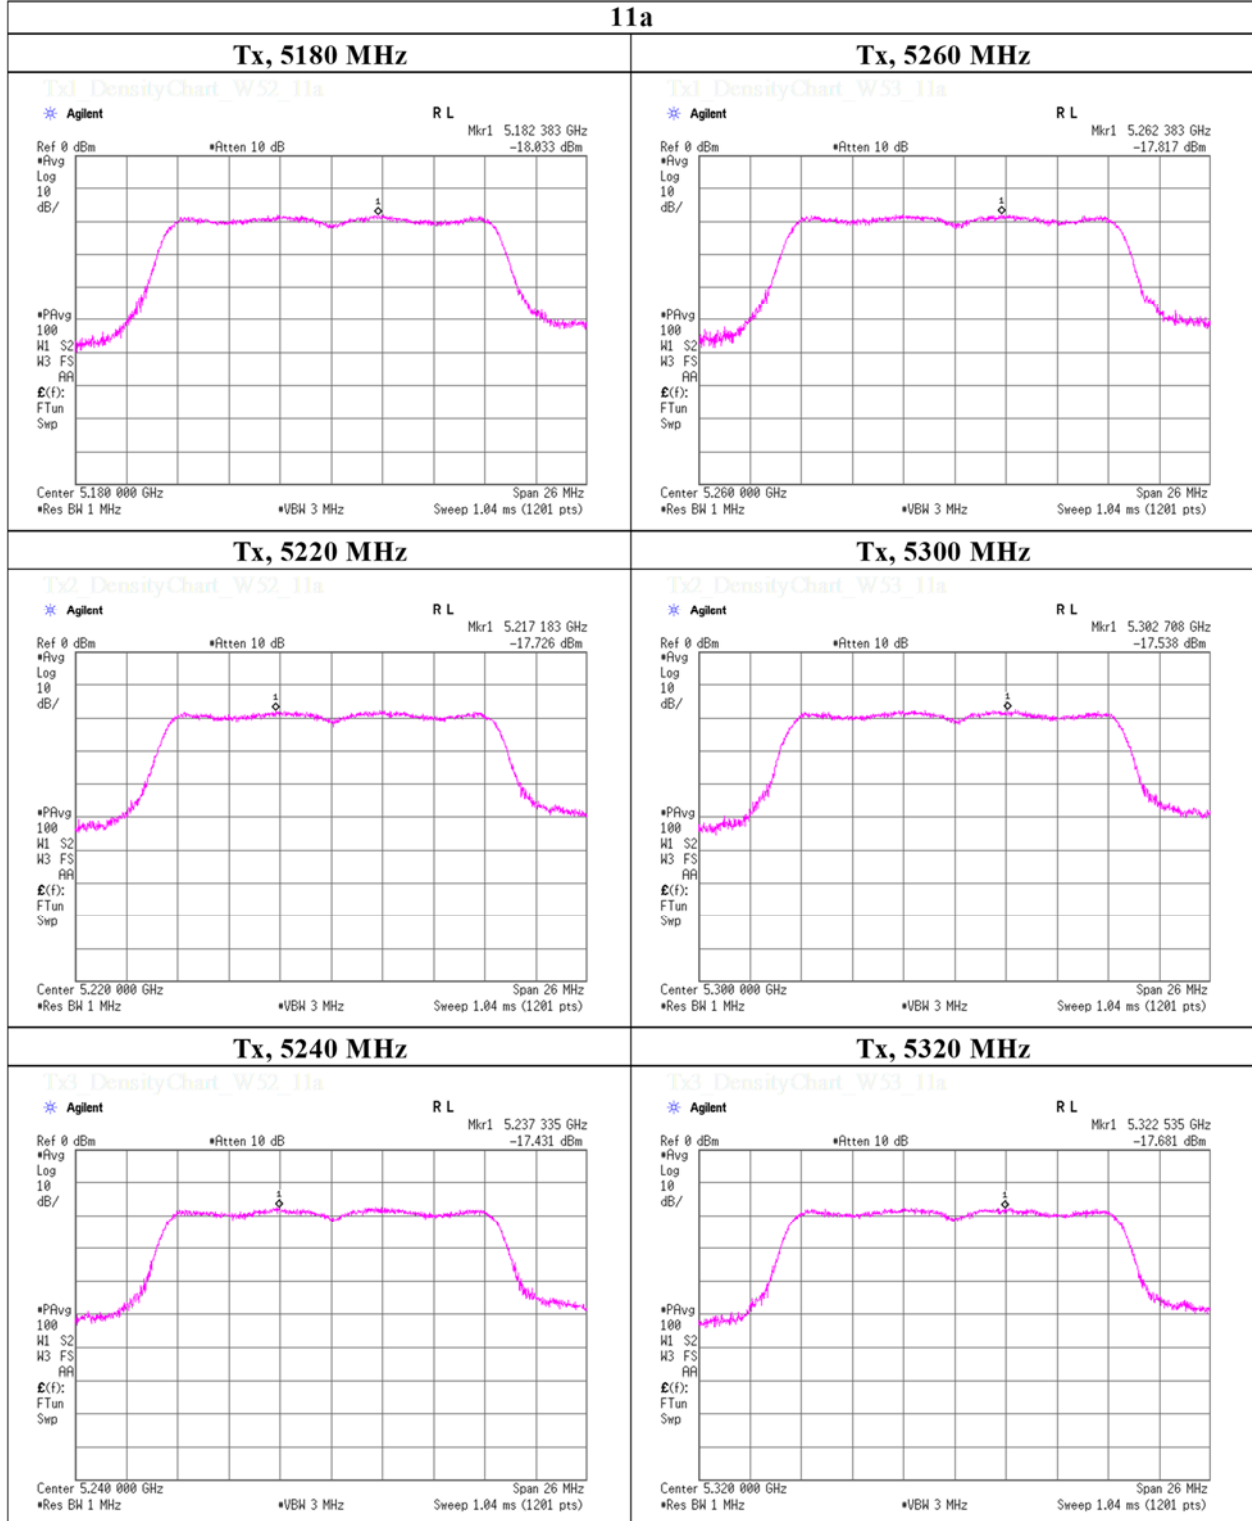 11a
Tx, 5180 MHz
Tx1_DensityChart_W52_11a
Agilent
R L
Mkr1 5.182 383 GHz
Ref 0 dBm
*Atten 10 dB
-18.033 dBm
*Avg
Log
10
dB/
1
*PAvg
100
W1 S2
W3 FS
AA
£(f):
FTun
Swp
Center 5.180 000 GHz
Span 26 MHz
*Res BW 1 MHz
*VBW 3 MHz
Sweep 1.04 ms (1201 pts)
Tx, 5260 MHz
Tx1_DensityChart_W53_11a
Agilent
R L
Mkr1 5.262 383 GHz
Ref 0 dBm
*Atten 10 dB
-17.817 dBm
*Avg
Log
10
dB/
1
*PAvg
100
W1 S2
W3 FS
AA
£(f):
FTun
Swp
Center 5.260 000 GHz
Span 26 MHz
*Res BW 1 MHz
*VBW 3 MHz
Sweep 1.04 ms (1201 pts)
Tx, 5220 MHz
Tx2_DensityChart_W52_11a
Agilent
R L
Mkr1 5.217 183 GHz
Ref 0 dBm
*Atten 10 dB
-17.726 dBm
*Avg
Log
10
dB/
1
*PAvg
100
W1 S2
W3 FS
AA
£(f):
FTun
Swp
Center 5.220 000 GHz
Span 26 MHz
*Res BW 1 MHz
*VBW 3 MHz
Sweep 1.04 ms (1201 pts)
Tx, 5300 MHz
Tx2_DensityChart_W53_11a
Agilent
R L
Mkr1 5.302 708 GHz
Ref 0 dBm
*Atten 10 dB
-17.538 dBm
*Avg
Log
10
dB/
1
*PAvg
100
W1 S2
W3 FS
AA
£(f):
FTun
Swp
Center 5.300 000 GHz
Span 26 MHz
*Res BW 1 MHz
*VBW 3 MHz
Sweep 1.04 ms (1201 pts)
Tx, 5240 MHz
Tx3_DensityChart_W52_11a
Agilent
R L
Mkr1 5.237 335 GHz
Ref 0 dBm
*Atten 10 dB
-17.431 dBm
*Avg
Log
10
dB/
1
*PAvg
100
W1 S2
W3 FS
AA
£(f):
FTun
Swp
Center 5.240 000 GHz
Span 26 MHz
*Res BW 1 MHz
*VBW 3 MHz
Sweep 1.04 ms (1201 pts)
Tx, 5320 MHz
Tx3_DensityChart_W53_11a
Agilent
R L
Mkr1 5.322 535 GHz
Ref 0 dBm
*Atten 10 dB
-17.681 dBm
*Avg
Log
10
dB/
1
*PAvg
100
W1 S2
W3 FS
AA
£(f):
FTun
Swp
Center 5.320 000 GHz
Span 26 MHz
*Res BW 1 MHz
*VBW 3 MHz
Sweep 1.04 ms (1201 pts)